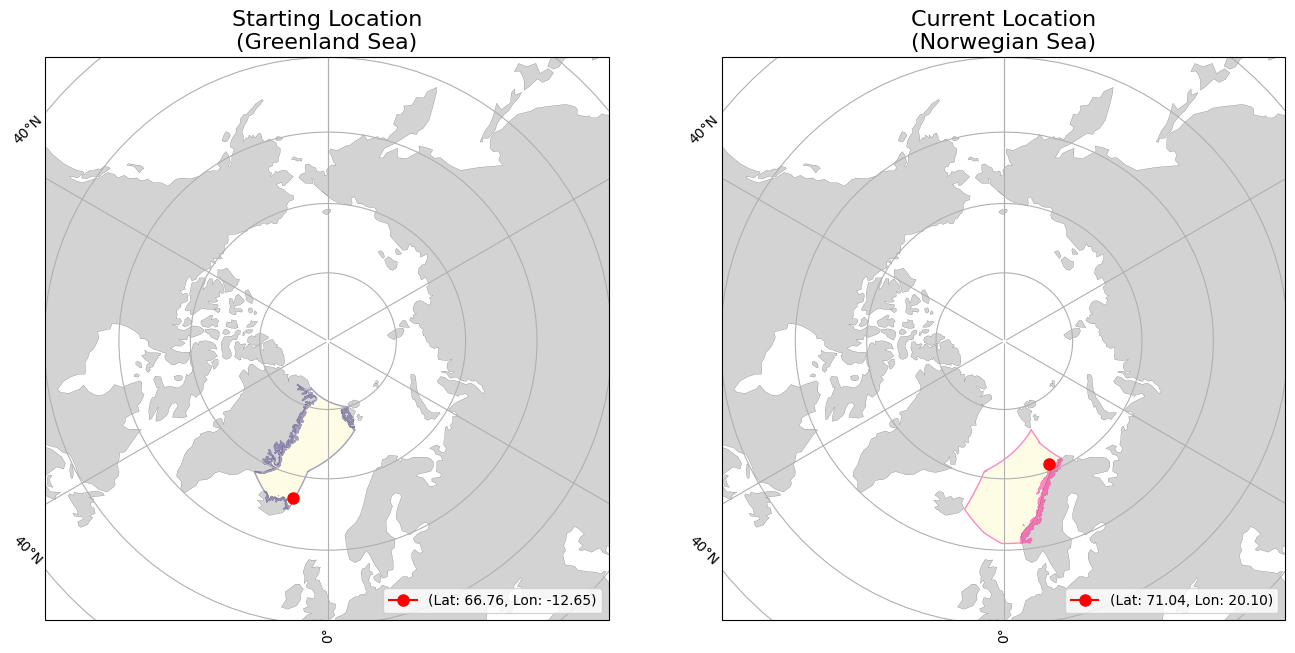 Starting Location
(Greenland Sea)
40°N
40°N
0°
(Lat: 66.76, Lon: -12.65)
Current Location
(Norwegian Sea)
40°N
40°N
0°
(Lat: 71.04, Lon: 20.10)